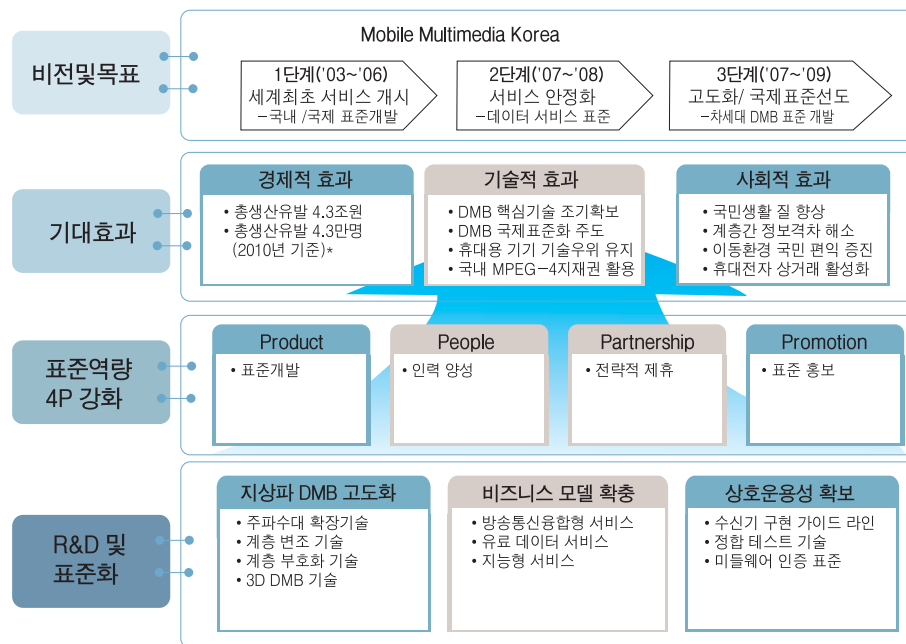 비전및목표
Mobile Multimedia Korea
1단계('03~'06)
세계최초 서비스 개시
–국내 /국제 표준개발
2단계('07~'08)
서비스 안정화
–데이터 서비스 표준
3단계('07~'09)
고도화/ 국제표준선도
–차세대 DMB 표준 개발
기대효과
경제적 효과
• 총생산유발 4.3조원
• 총생산유발 4.3만명
(2010년 기준)*
기술적 효과
• DMB 핵심기술 조기확보
• DMB 국제표준화 주도
• 휴대용 기기 기술우위 유지
• 국내 MPEG–4지재권 활용
사회적 효과
• 국민생활 질 향상
• 계층간 정보격차 해소
• 이동환경 국민 편익 증진
• 휴대전자 상거래 활성화
표준역량
4P 강화
Product
• 표준개발
People
• 인력 양성
Partnership
• 전략적 제휴
Promotion
• 표준 홍보
R&D 및
표준화
지상파 DMB 고도화
• 주파수대 확장기술
• 계층 변조 기술
• 계층 부호화 기술
• 3D DMB 기술
비즈니스 모델 확충
• 방송통신융합형 서비스
• 유료 데이터 서비스
• 지능형 서비스
상호운용성 확보
• 수신기 구현 가이드 라인
• 정합 테스트 기술
• 미들웨어 인증 표준